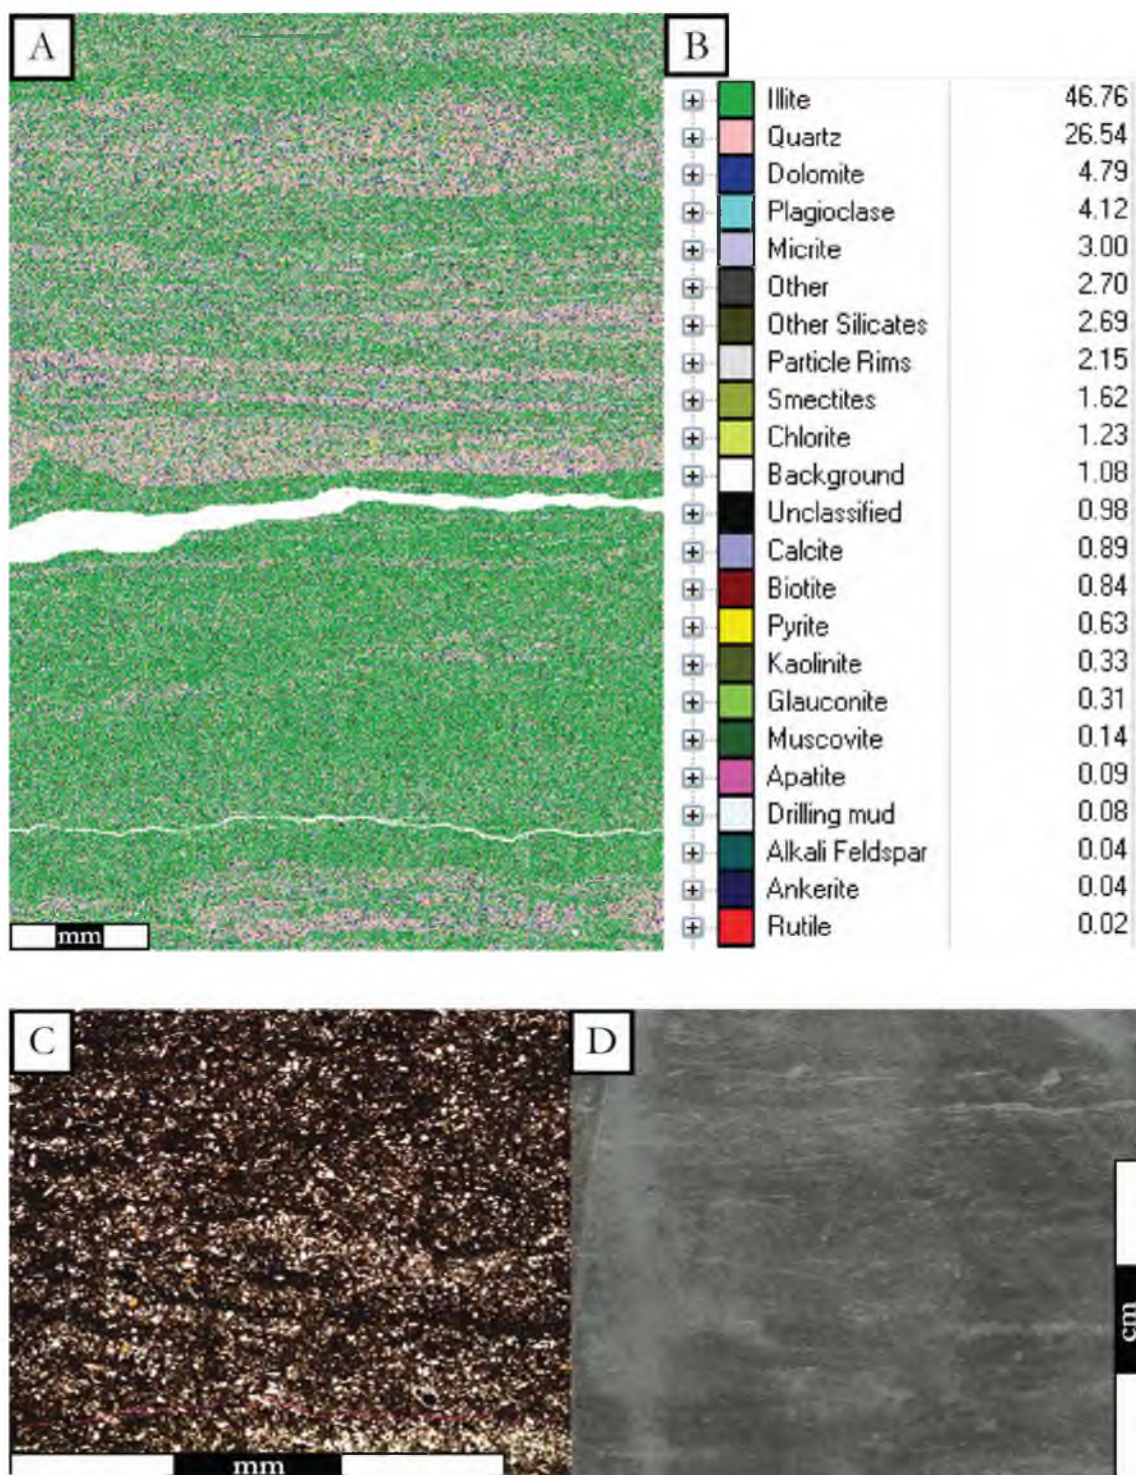 A
B
Illite 46.76
Quartz 26.54
Dolomite 4.79
Plagioclase 4.12
Micrite 3.00
Other 2.70
Other Silicates 2.69
Particle Rims 2.15
Smectites 1.62
Chlorite 1.23
Background 1.08
Unclassified 0.98
Calcite 0.89
Biotite 0.84
Pyrite 0.63
Kaolinite 0.33
Glauconite 0.31
Muscovite 0.14
Apatite 0.09
Drilling mud 0.08
Alkali Feldspar 0.04
Ankerite 0.04
Rutile 0.02
mm
C
D
cm
mm